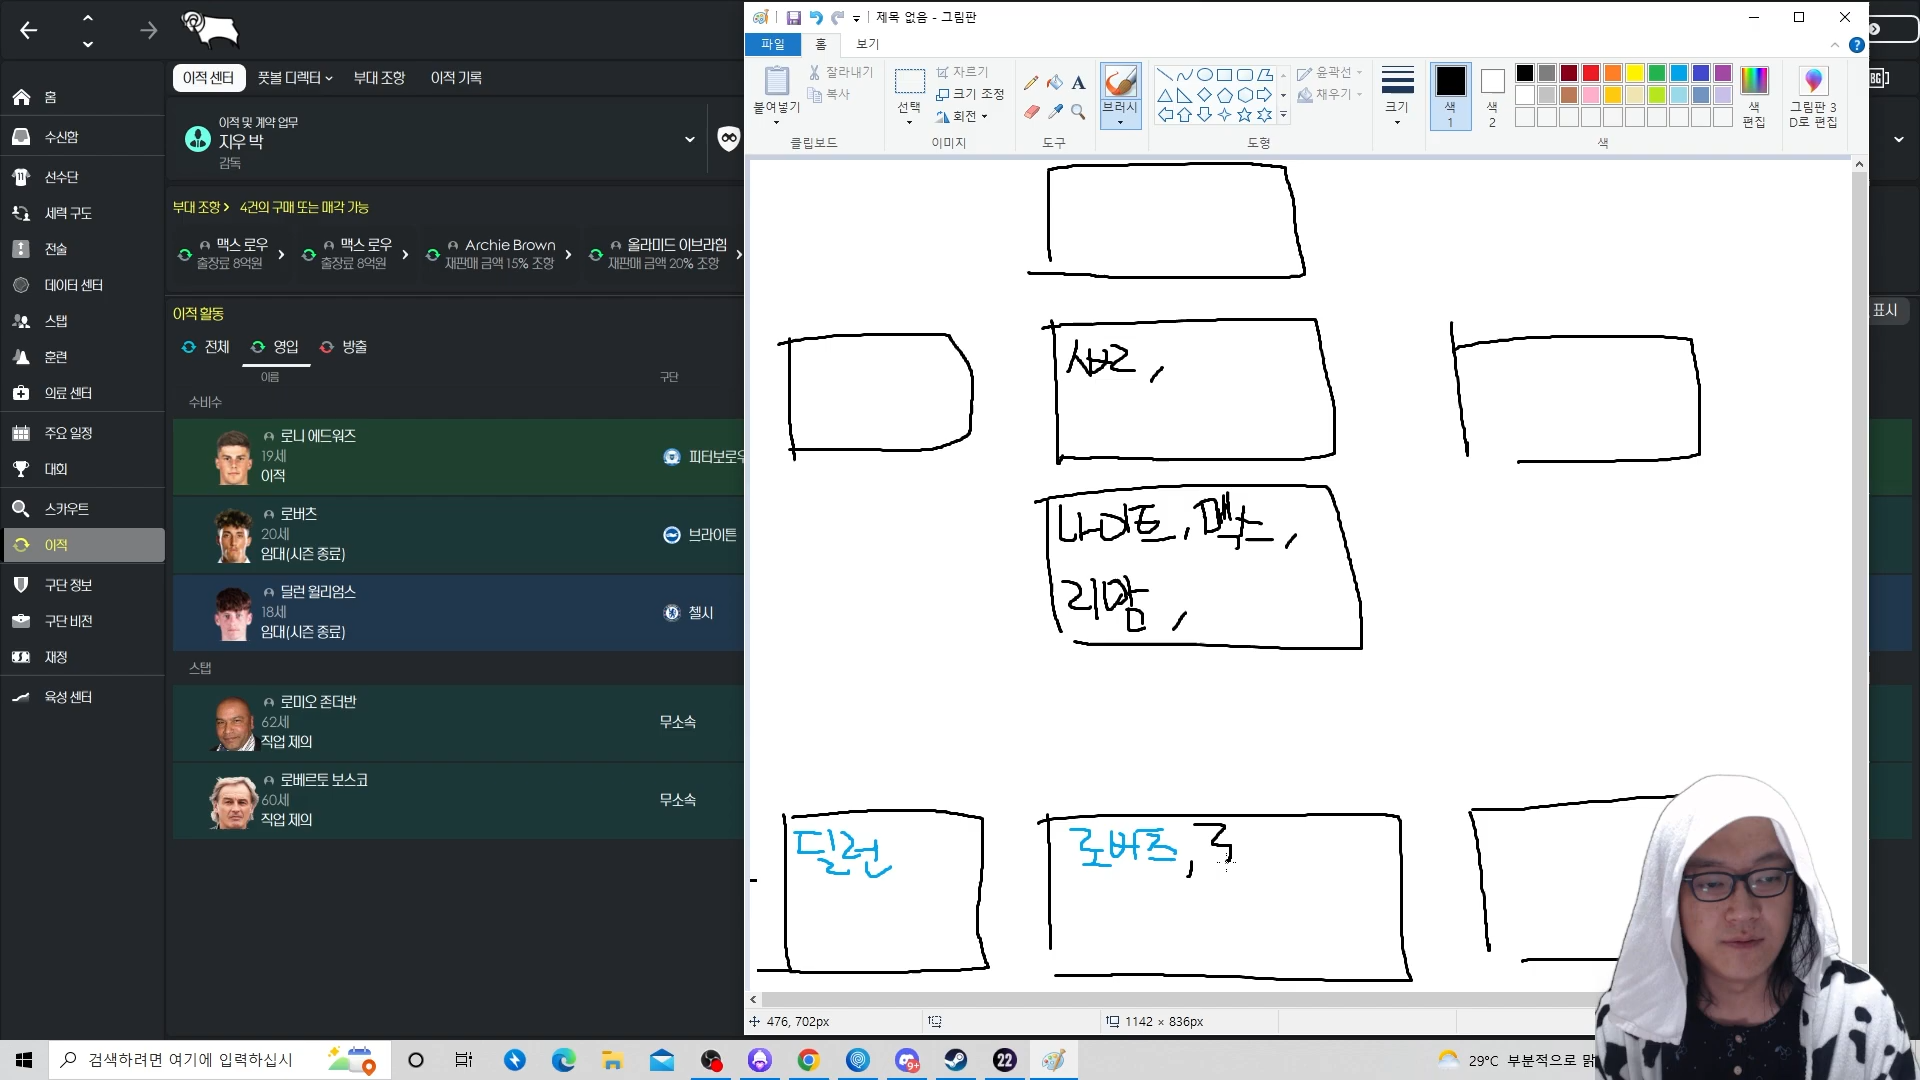 제목 없음 - 그림판
파일 홈 보기
붙여넣기
잘라내기
복사
클립보드
선택
자르기
크기 조정
회전
이미지
도구
브러시
도형
윤곽선
채우기
크기
색 1
색 2
색 편집
그림판 3D로 편집
색
이적 센터 풋볼 디렉터 부대 조항 이적 기록
이적 및 계약 업무
지우 박
감독
부대 조항 4건의 구매 또는 매각 가능
맥스 로우
출장료 8억원
맥스 로우
출장료 8억원
Archie Brown
재판매 금액 15% 조항
올라미드 이브라힘
재판매 금액 20% 조항
이적 활동
전체 영입 방출
이름 구단
수비수
로니 에드워즈
19세
이적
피터보로우
로버츠
20세
임대(시즌 종료)
브라이튼
딜런 윌리엄스
18세
임대(시즌 종료)
첼시
스탭
로미오 존더반
62세
직업 제의
무소속
로베르토 보스코
60세
직업 제의
무소속
홈
수신함
선수단
세력 구도
전술
데이터 센터
스탭
훈련
의료 센터
주요 일정
대회
스카우트
이적
구단 정보
구단 비전
재정
육성 센터
표시
나이트, 맥스,
리암,
딜런
로버츠,
476, 702px
1142 × 836px
검색하려면 여기에 입력하십시
9+
22
29°C 부분적으로 맑